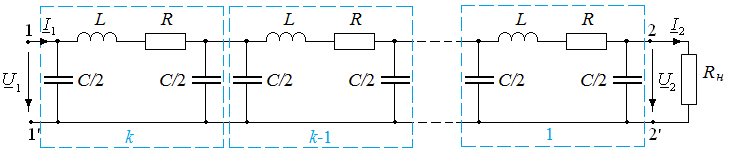 1 I₁ L R L R L R 2 I₂
U₁ C/2 C/2 C/2 C/2 C/2 C/2 U₂ Rн
1' k k-1 1 2'